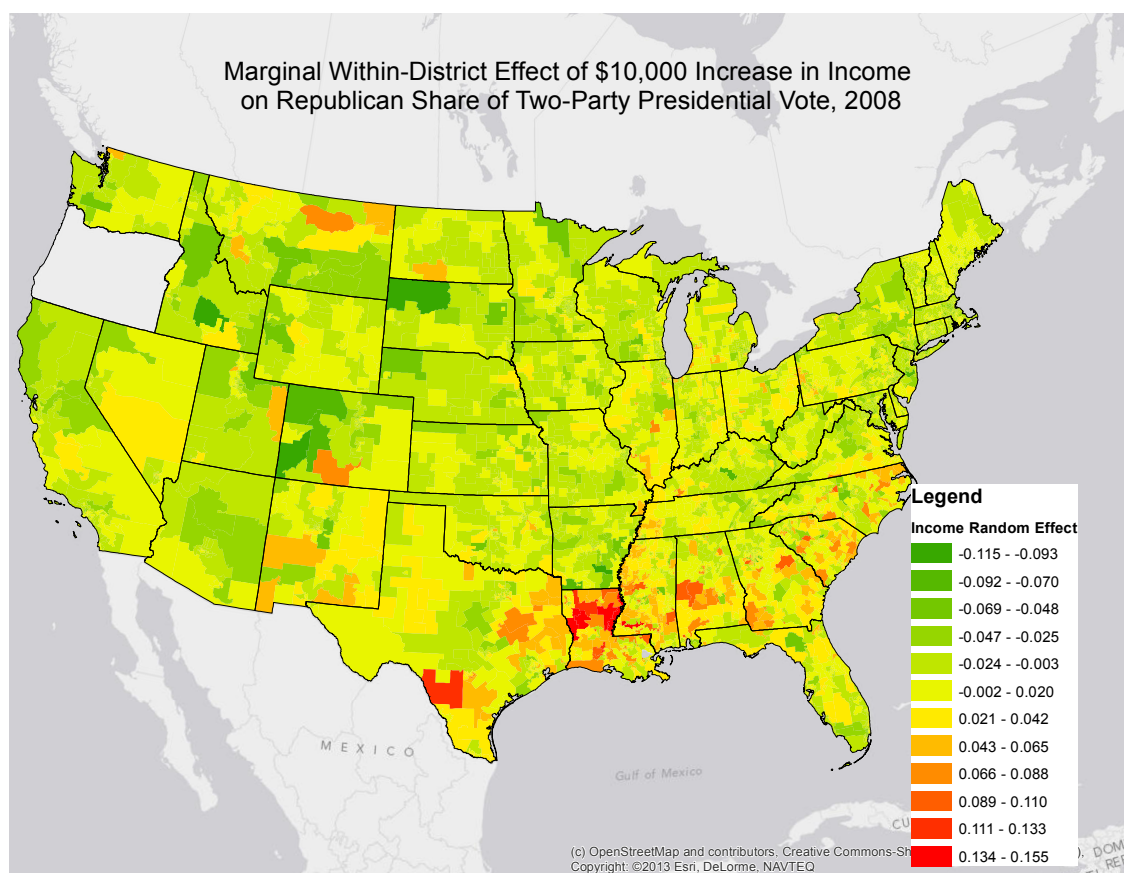 Marginal Within-District Effect of $10,000 Increase in Income
on Republican Share of Two-Party Presidential Vote, 2008
Legend
Income Random Effect
-0.115 - -0.093
-0.092 - -0.070
-0.069 - -0.048
-0.047 - -0.025
-0.024 - -0.003
-0.002 - 0.020
0.021 - 0.042
0.043 - 0.065
0.066 - 0.088
0.089 - 0.110
0.111 - 0.133
0.134 - 0.155
MEXICO
Gulf of Mexico
CU
DOM
REP
(c) OpenStreetMap and contributors, Creative Commons-Sh
),
Copyright: ©2013 Esri, DeLorme, NAVTEQ